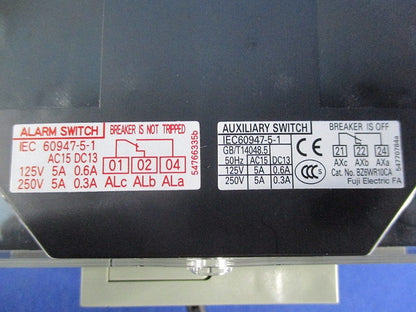 ALARM SWITCH
BREAKER IS NOT TRIPPED
IEC 60947-5-1
AC15 DC13
125V 5A 0.6A
250V 5A 0.3A
01 02 04
ALc ALb ALa
54766335b
AUXILIARY SWITCH
IEC60947-5-1
GB/T14048.5
50Hz AC15 DC13
125V 5A 0.6A
250V 5A 0.3A
CE
CCC S
BREAKER IS OFF
21 22 24
AXc AXb AXa
Cat. No. BZ6WR10CA
Fuji Electric FA
54770784a